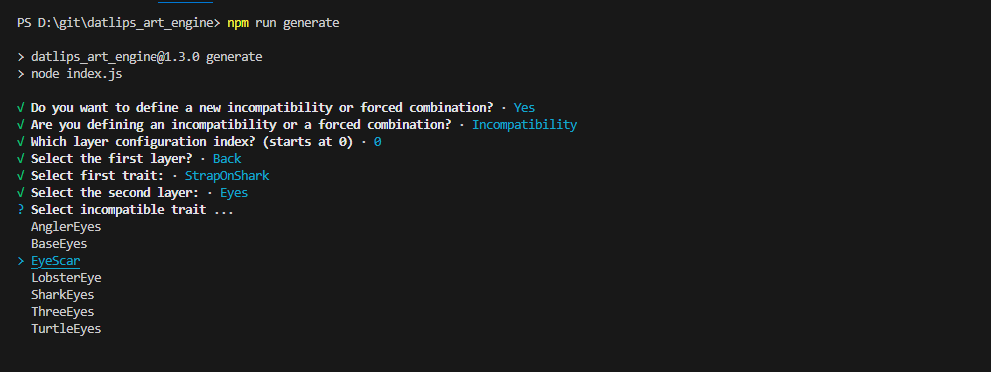 PS D:\git\datlips_art_engine> npm run generate
> datlips_art_engine@1.3.0 generate
> node index.js
√ Do you want to define a new incompatibility or forced combination? · Yes
√ Are you defining an incompatibility or a forced combination? · Incompatibility
√ Which layer configuration index? (starts at 0) · 0
√ Select the first layer? · Back
√ Select first trait: · StrapOnShark
√ Select the second layer: · Eyes
? Select incompatible trait ...
AnglerEyes
BaseEyes
> EyeScar
LobsterEye
SharkEyes
ThreeEyes
TurtleEyes